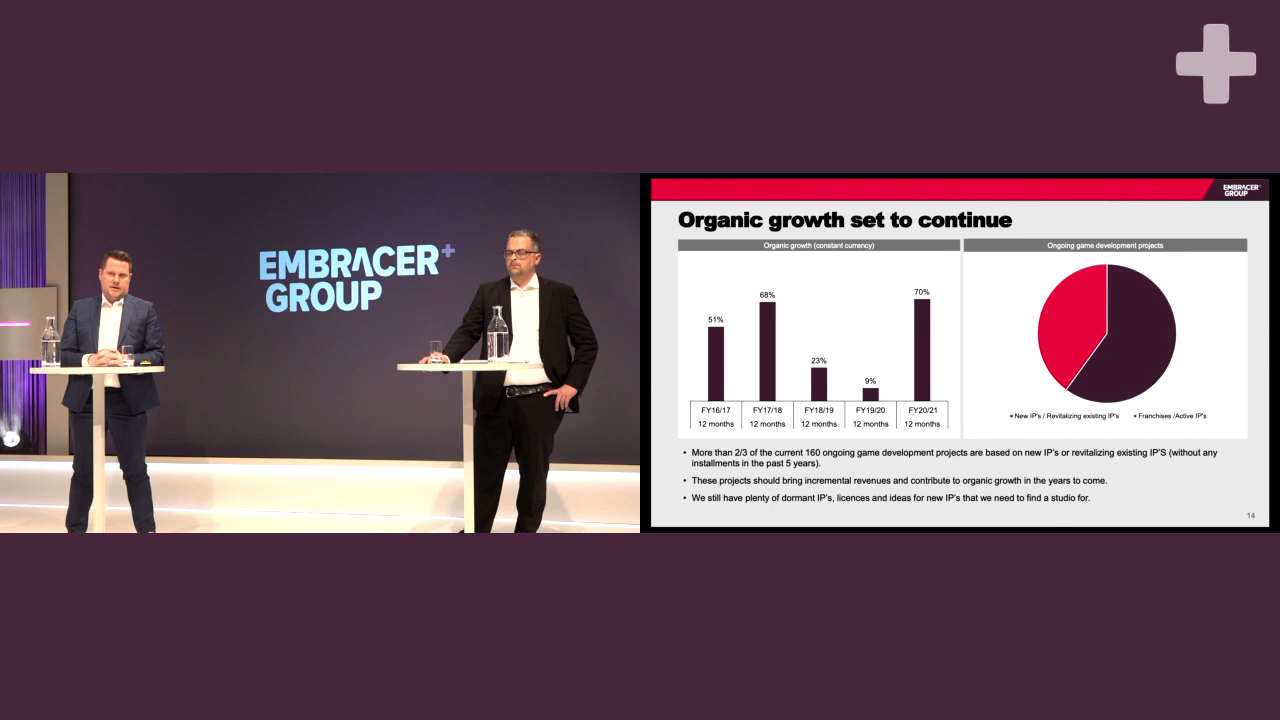 EMBRACER+
GROUP
EMBRACER+
GROUP
Organic growth set to continue
Organic growth (constant currency)
51%
68%
23%
9%
70%
FY16/17
FY17/18
FY18/19
FY19/20
FY20/21
12 months
12 months
12 months
12 months
12 months
Ongoing game development projects
New IP's / Revitalizing existing IP's
Franchises /Active IP's
• More than 2/3 of the current 160 ongoing game development projects are based on new IP's or revitalizing existing IP'S (without any
installments in the past 5 years).
• These projects should bring incremental revenues and contribute to organic growth in the years to come.
• We still have plenty of dormant IP's, licences and ideas for new IP's that we need to find a studio for.
14